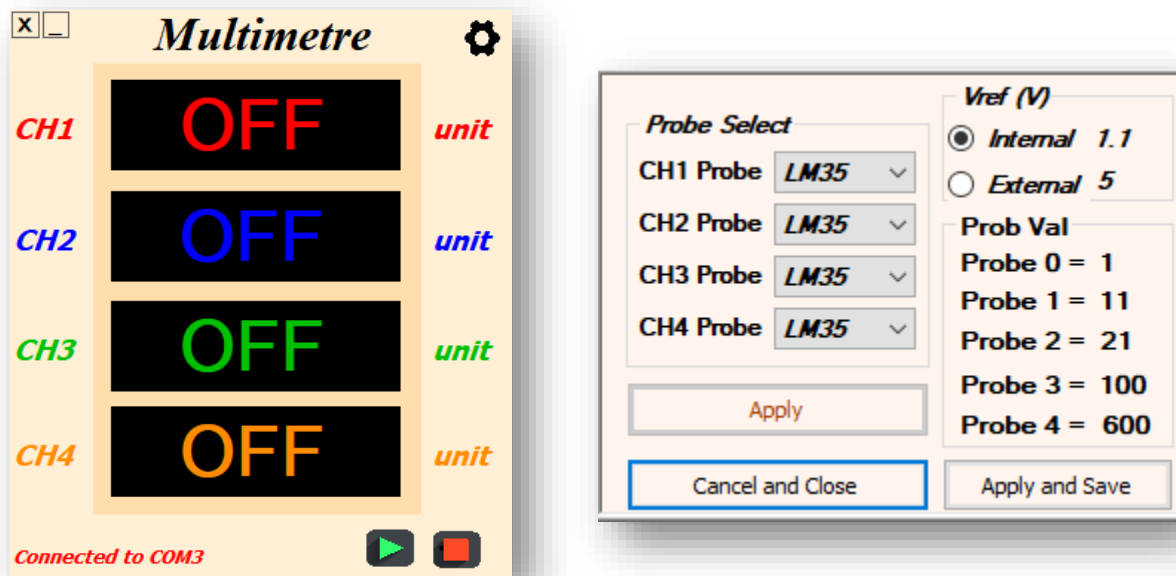 X _
Multimetre
CH1 OFF unit
CH2 OFF unit
CH3 OFF unit
CH4 OFF unit
Connected to COM3
Probe Select
CH1 Probe LM35
CH2 Probe LM35
CH3 Probe LM35
CH4 Probe LM35
Apply
Cancel and Close
Vref (V)
Internal 1.1
External 5
Prob Val
Probe 0 = 1
Probe 1 = 11
Probe 2 = 21
Probe 3 = 100
Probe 4 = 600
Apply and Save